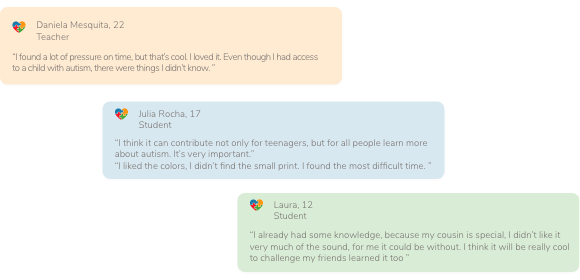 Daniela Mesquita, 22
Teacher
“I found a lot of pressure on time, but that’s cool. I loved it. Even though I had access
to a child with autism, there were things I didn’t know. ”
Julia Rocha, 17
Student
“I think it can contribute not only for teenagers, but for all people learn more
about autism. It’s very important.”
“I liked the colors, I didn’t find the small print. I found the most difficult time. ”
Laura, 12
Student
“I already had some knowledge, because my cousin is special, I didn’t like it
very much of the sound, for me it could be without. I think it will be really cool
to challenge my friends learned it too ”